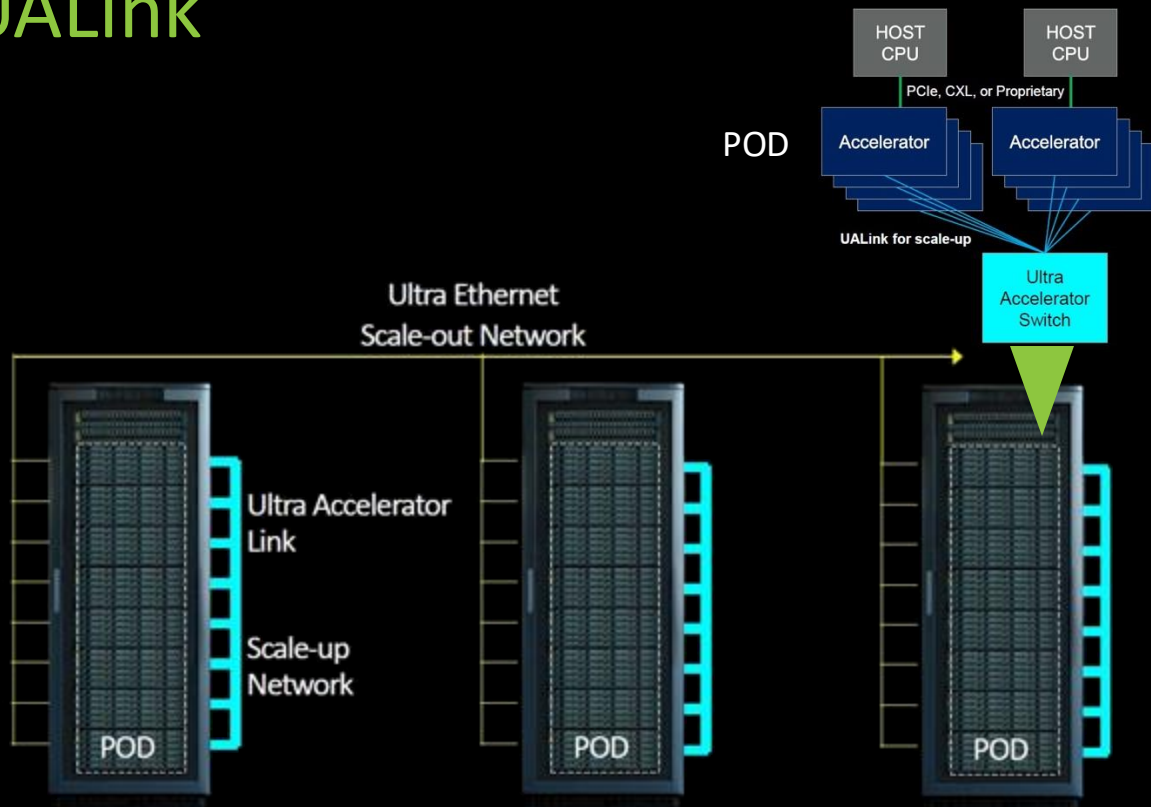 UALink
HOST
CPU
HOST
CPU
PCIe, CXL, or Proprietary
POD
Accelerator
Accelerator
UALink for scale-up
Ultra
Accelerator
Switch
Ultra Ethernet
Scale-out Network
Ultra Accelerator
Link
Scale-up
Network
POD
POD
POD